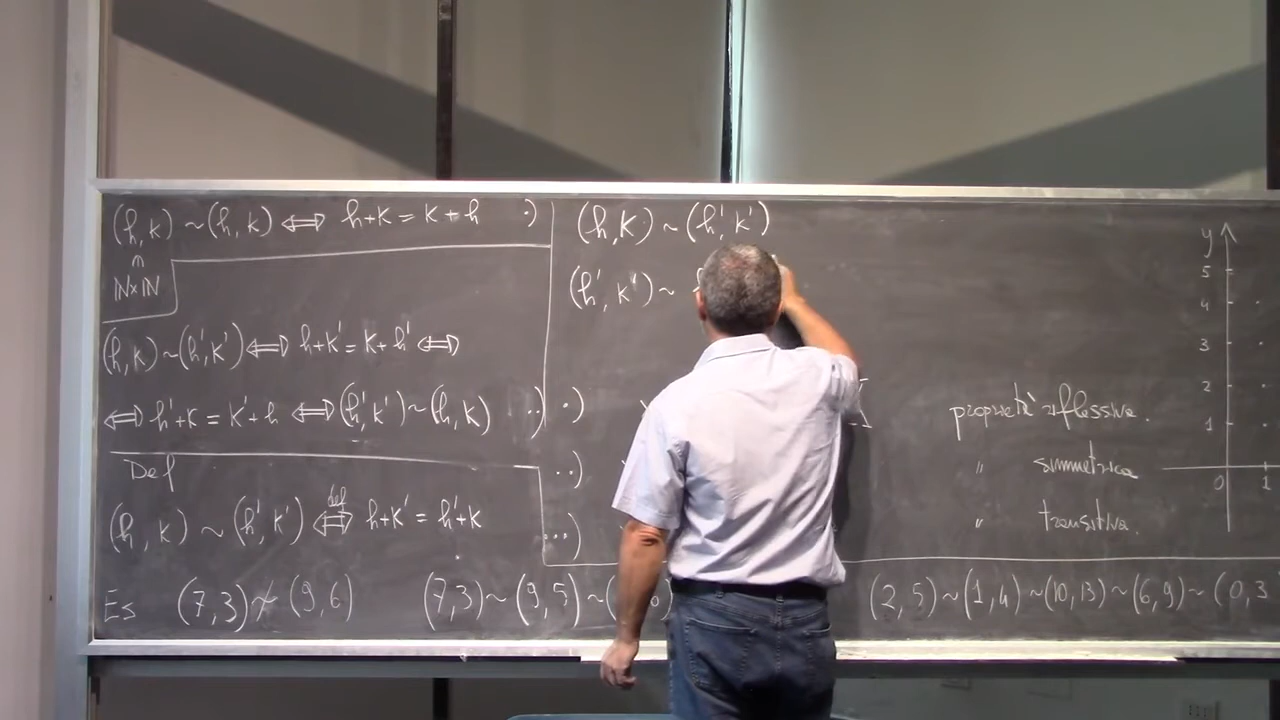 (h, k) ~ (h, k) ⟺ h+k = k+h •)
∩
ℕ×ℕ
(h, k) ~ (h', k') ⟺ h+k' = k+h' ⟺
⟺ h'+k = k'+h ⟺ (h', k') ~ (h, k) ••)
Def
(h, k) ~ (h', k') ⟺ def h+k' = h'+k
Es (7,3) ≁ (9,6) (7,3) ~ (9,5) ~ (
(h, k) ~ (h', k')
(h', k') ~
•) proprietà riflessiva.
••) " simmetrica
•••) " transitiva.
(2,5) ~ (1,4) ~ (10,13) ~ (6,9) ~ (0,3
y
5
4
3
2
1
0 1